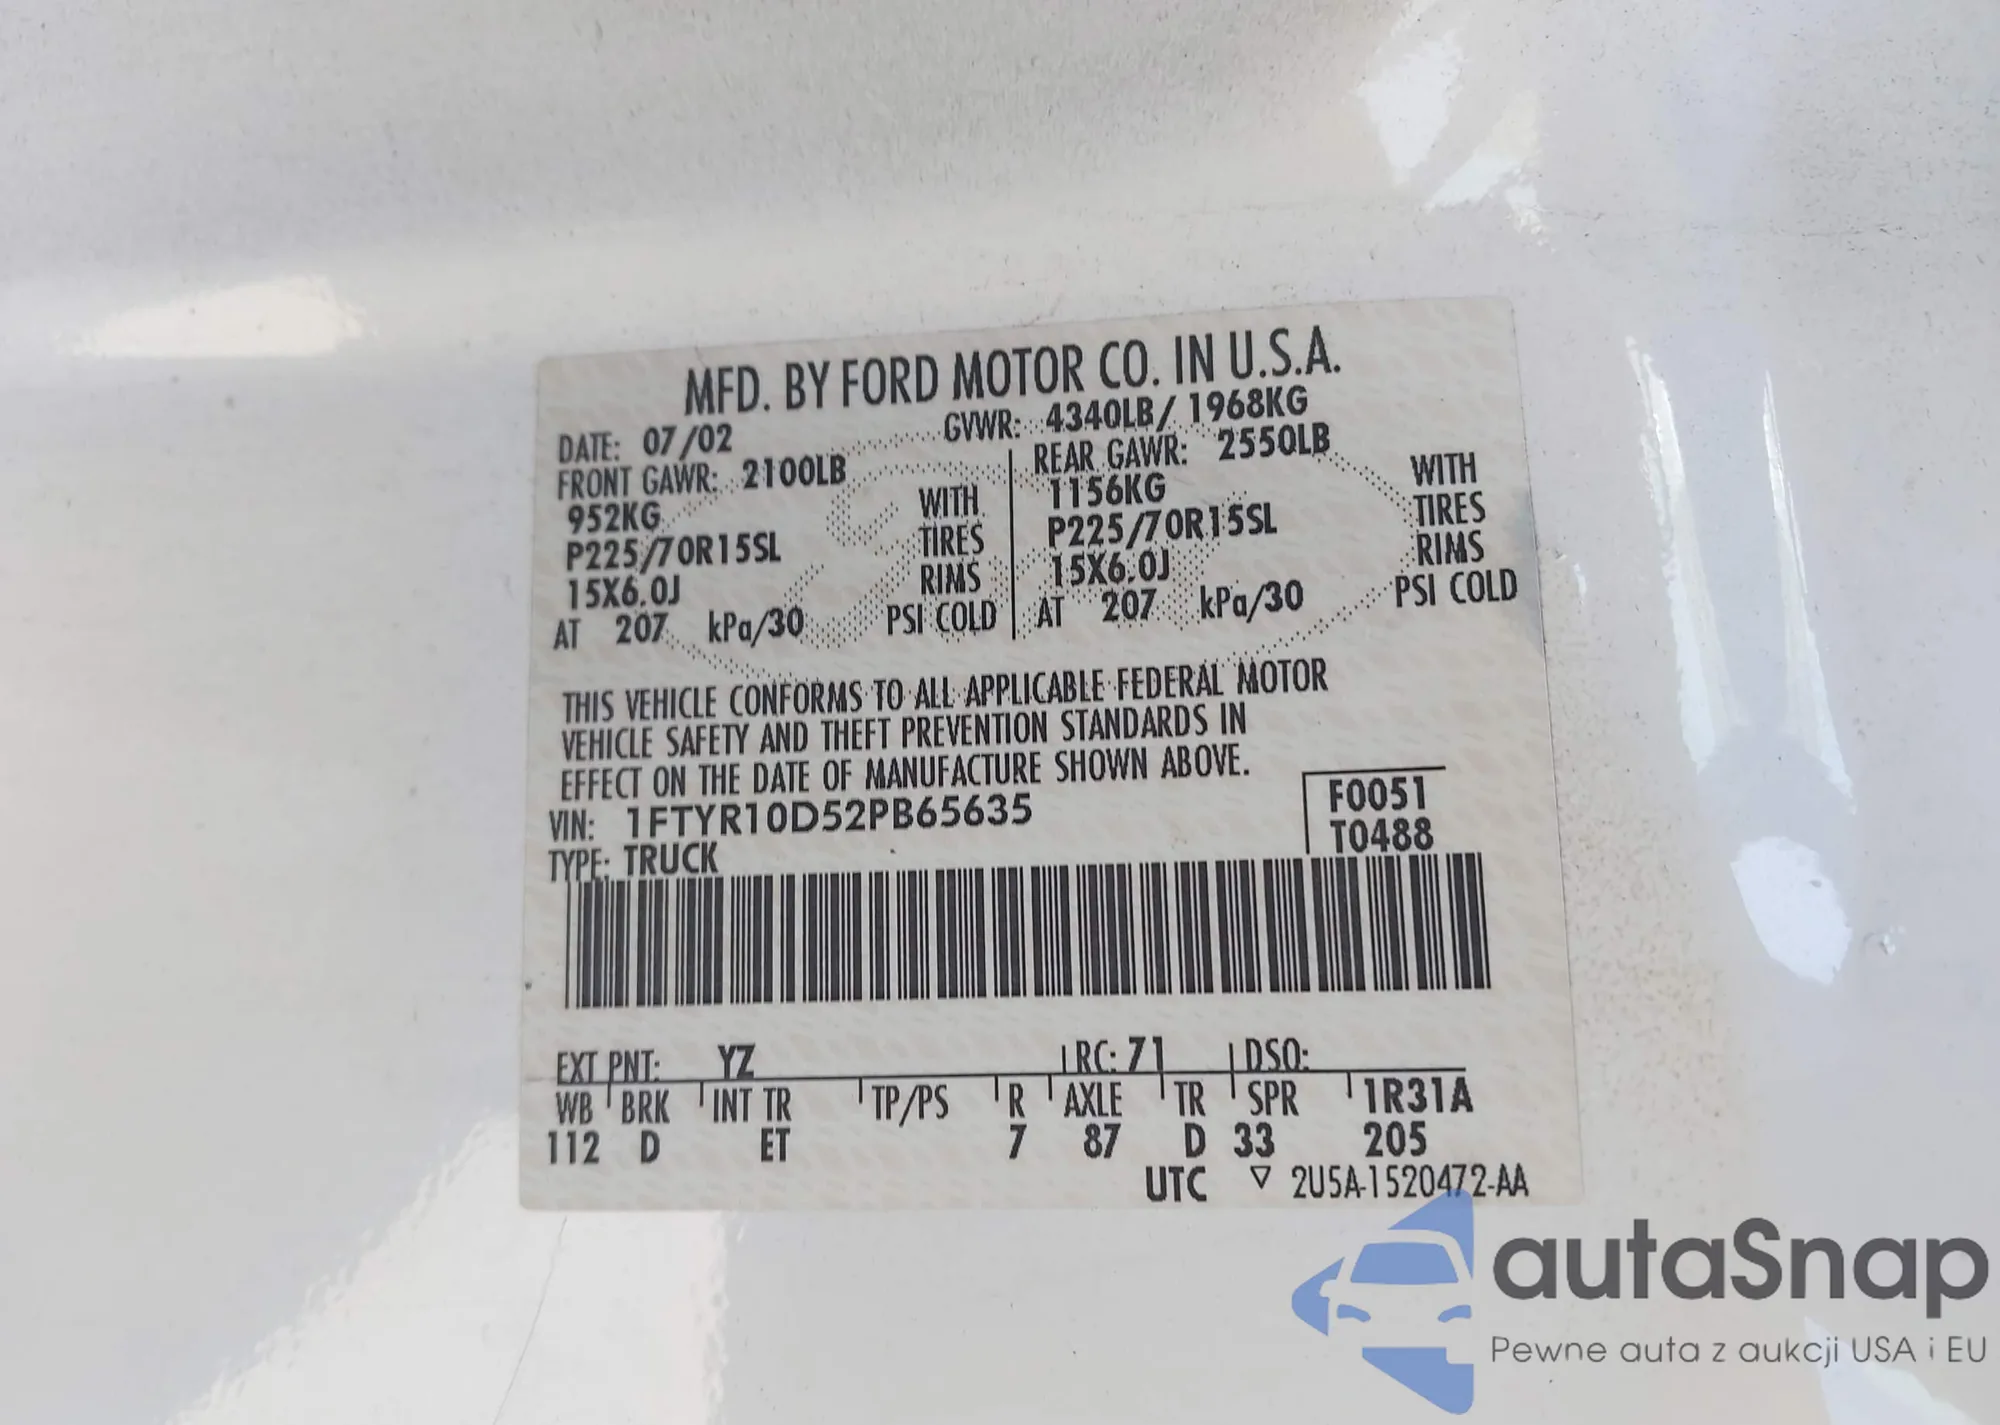 MFD. BY FORD MOTOR CO. IN U.S.A.
DATE: 07/02 GVWR: 4340LB/ 1968KG
FRONT GAWR: 2100LB REAR GAWR: 2550LB
952KG WITH 1156KG WITH
P225/70R15SL TIRES P225/70R15SL TIRES
15X6.0J RIMS 15X6.0J RIMS
AT 207 kPa/30 PSI COLD AT 207 kPa/30 PSI COLD
THIS VEHICLE CONFORMS TO ALL APPLICABLE FEDERAL MOTOR
VEHICLE SAFETY AND THEFT PREVENTION STANDARDS IN
EFFECT ON THE DATE OF MANUFACTURE SHOWN ABOVE.
VIN: 1FTYR10D52PB65635 F0051
TYPE: TRUCK T0488
EXT PNT: YZ RC: 71 DSO:
WB BRK INT TR TP/PS R AXLE TR SPR 1R31A
112 D ET 7 87 D 33 205
UTC ▽ 2U5A-1520472-AA
autaSnap
Pewne auta z aukcji USA i EU